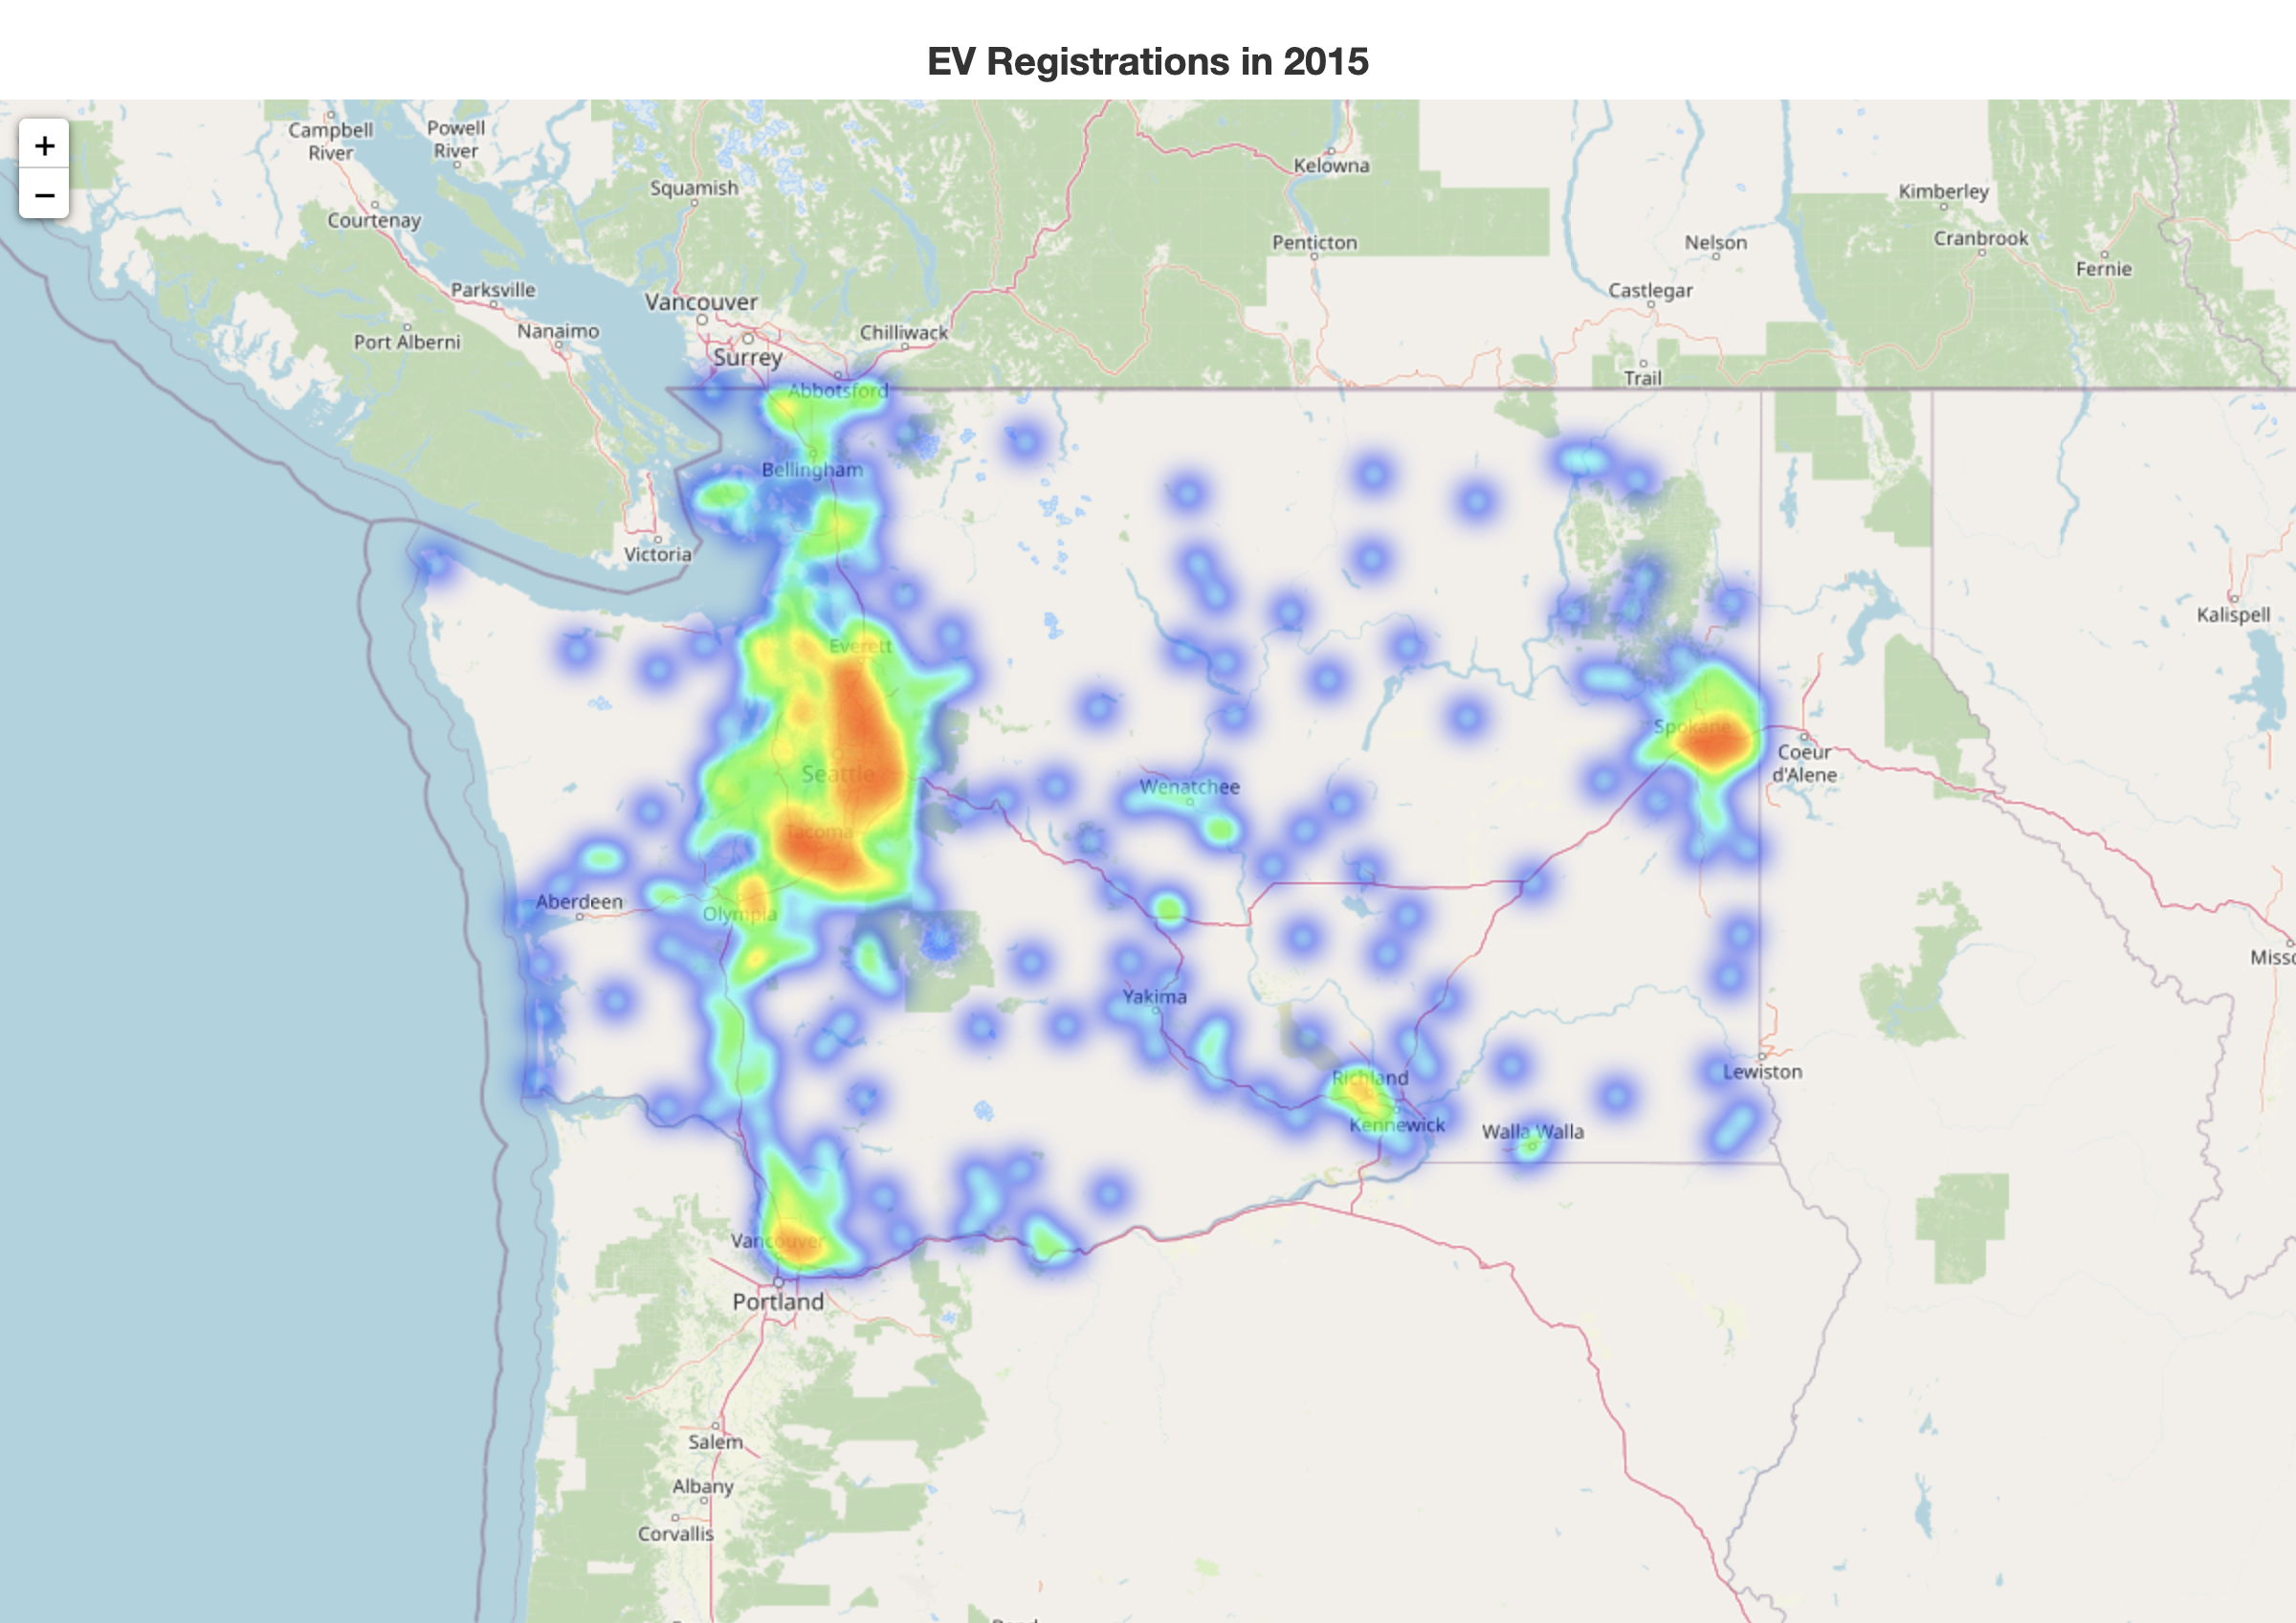 EV Registrations in 2015
+
−
Campbell
River
Powell
River
Squamish
Kelowna
Kimberley
Courtenay
Penticton
Nelson
Cranbrook
Fernie
Parksville
Vancouver
Castlegar
Port Alberni
Nanaimo
Chilliwack
Surrey
Trail
Abbotsford
Bellingham
Victoria
Kalispell
Everett
Spokane
Coeur
d'Alene
Seattle
Wenatchee
Tacoma
Aberdeen
Olympia
Misso
Yakima
Richland
Lewiston
Kennewick
Walla Walla
Vancouver
Portland
Salem
Albany
Corvallis